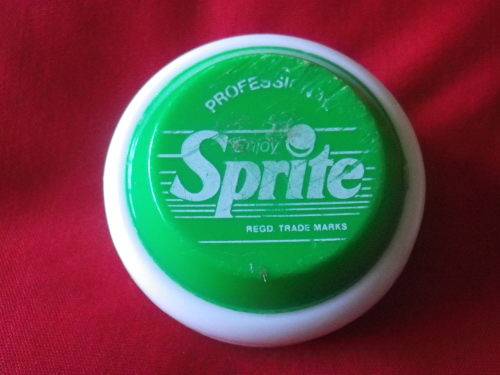 PROFESSIONAL
Enjoy
Sprite
REGD. TRADE MARKS